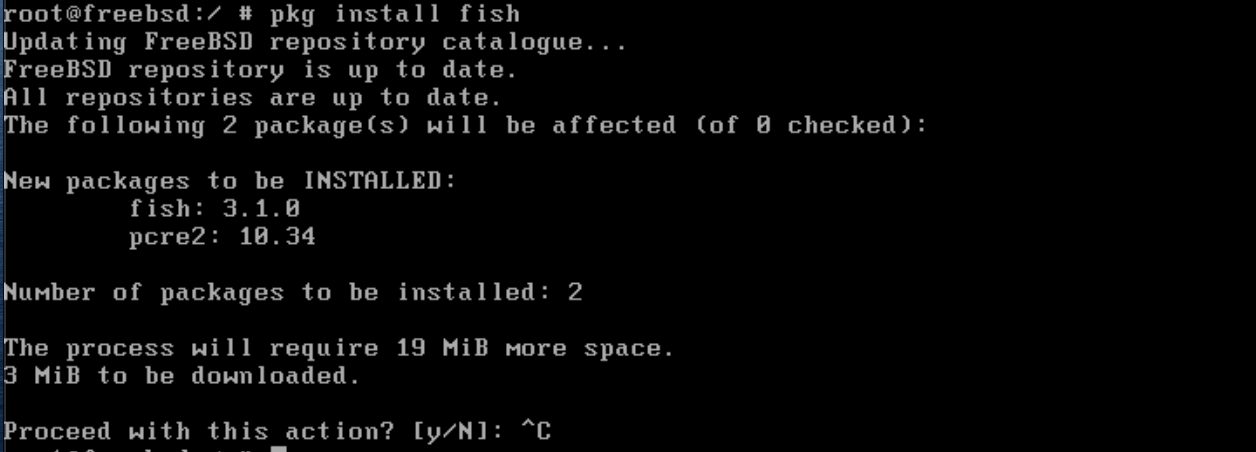 root@freebsd:/ # pkg install fish
Updating FreeBSD repository catalogue...
FreeBSD repository is up to date.
All repositories are up to date.
The following 2 package(s) will be affected (of 0 checked):
New packages to be INSTALLED:
fish: 3.1.0
pcre2: 10.34
Number of packages to be installed: 2
The process will require 19 MiB more space.
3 MiB to be downloaded.
Proceed with this action? [y/N]: ^C